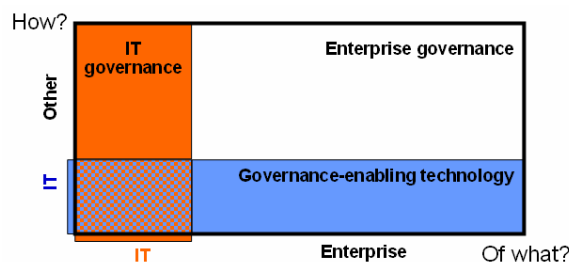 How?
IT
governance
Enterprise governance
Other
IT
Governance-enabling technology
IT
Enterprise
Of what?